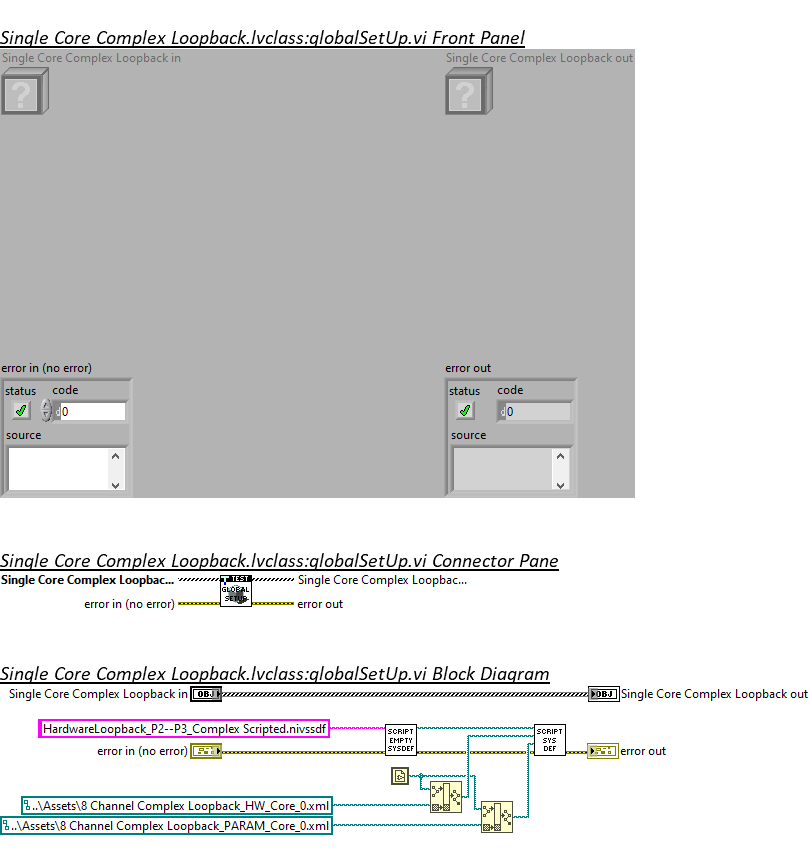 Single Core Complex Loopback.lvclass:globalSetUp.vi Front Panel
Single Core Complex Loopback in
Single Core Complex Loopback out
?
?
error in (no error)
error out
status code
status code
d 0
d 0
source
source
Single Core Complex Loopback.lvclass:globalSetUp.vi Connector Pane
Single Core Complex Loopbac...
TEST
GLOBAL
SETUP
Single Core Complex Loopbac...
error in (no error)
error out
Single Core Complex Loopback.lvclass:globalSetUp.vi Block Diagram
Single Core Complex Loopback in
OBJ
OBJ
Single Core Complex Loopback out
HardwareLoopback_P2--P3_Complex Scripted.nivssdf
SCRIPT
EMPTY
SYSDEF
SCRIPT
SYS
DEF
error in (no error)
error out
..\Assets\8 Channel Complex Loopback_HW_Core_0.xml
..\Assets\8 Channel Complex Loopback_PARAM_Core_0.xml